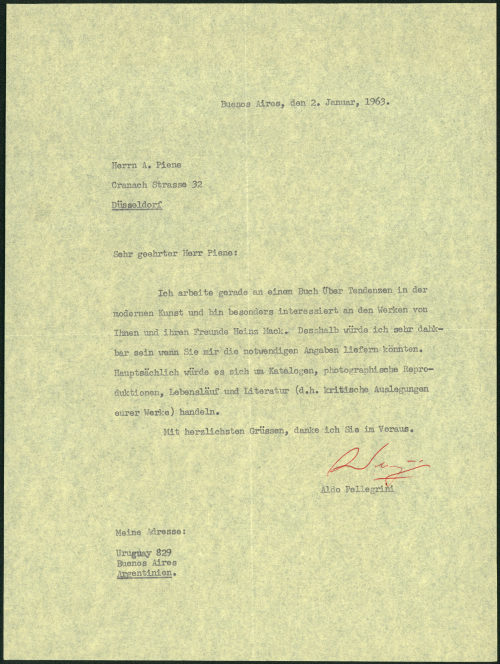 Buenos Aires, den 2. Januar, 1963.
Herrn A. Piene
Cranach Strasse 32
Düsseldorf
Sehr geehrter Herr Piene:
Ich arbeite gerade an einem Buch Über Tendenzen in der
modernen Kunst und bin besonders interessiert an den Werken von
Ihnen und ihren Freunde Heinz Mack. Deshalb würde ich sehr dahk-
bar sein wenn Sie mir die notwendigen Angaben liefern könnten.
Hauptsächlich würde es sich um Katalogen, photographische Repro-
duktionen, Lebensläuf und Literatur (d.h. kritische Auslegungen
eurer Werke) handeln.
Mit herzlichsten Grüssen, danke ich Sie im Voraus.
Aldo Pellegrini
Meine Adresse:
Uruguay 829
Buenos Aires
Argentinien.